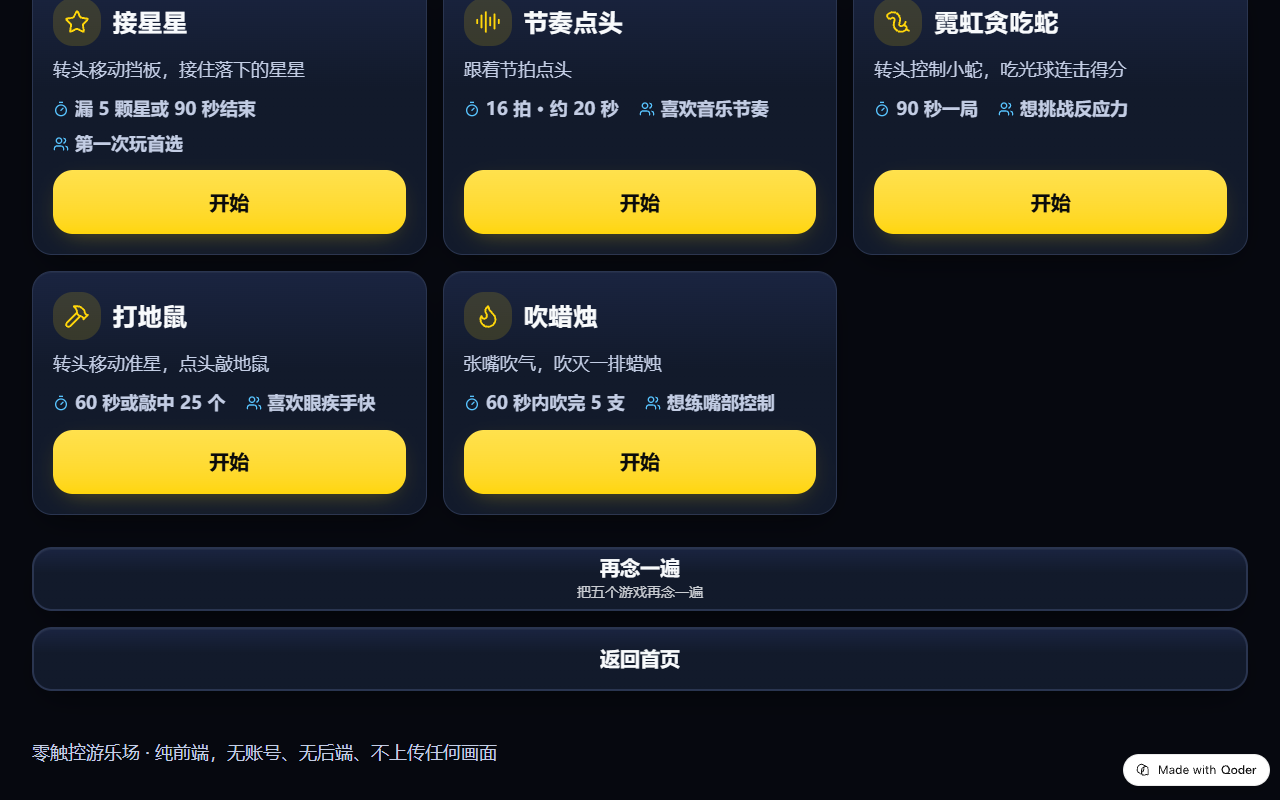 接星星
转头移动挡板，接住落下的星星
漏 5 颗星或 90 秒结束
第一次玩首选
开始
节奏点头
跟着节拍点头
16 拍 · 约 20 秒
喜欢音乐节奏
开始
霓虹贪吃蛇
转头控制小蛇，吃光球连击得分
90 秒一局
想挑战反应力
开始
打地鼠
转头移动准星，点头敲地鼠
60 秒或敲中 25 个
喜欢眼疾手快
开始
吹蜡烛
张嘴吹气，吹灭一排蜡烛
60 秒内吹完 5 支
想练嘴部控制
开始
再念一遍
把五个游戏再念一遍
返回首页
零触控游乐场 · 纯前端，无账号、无后端、不上传任何画面
Made with Qoder